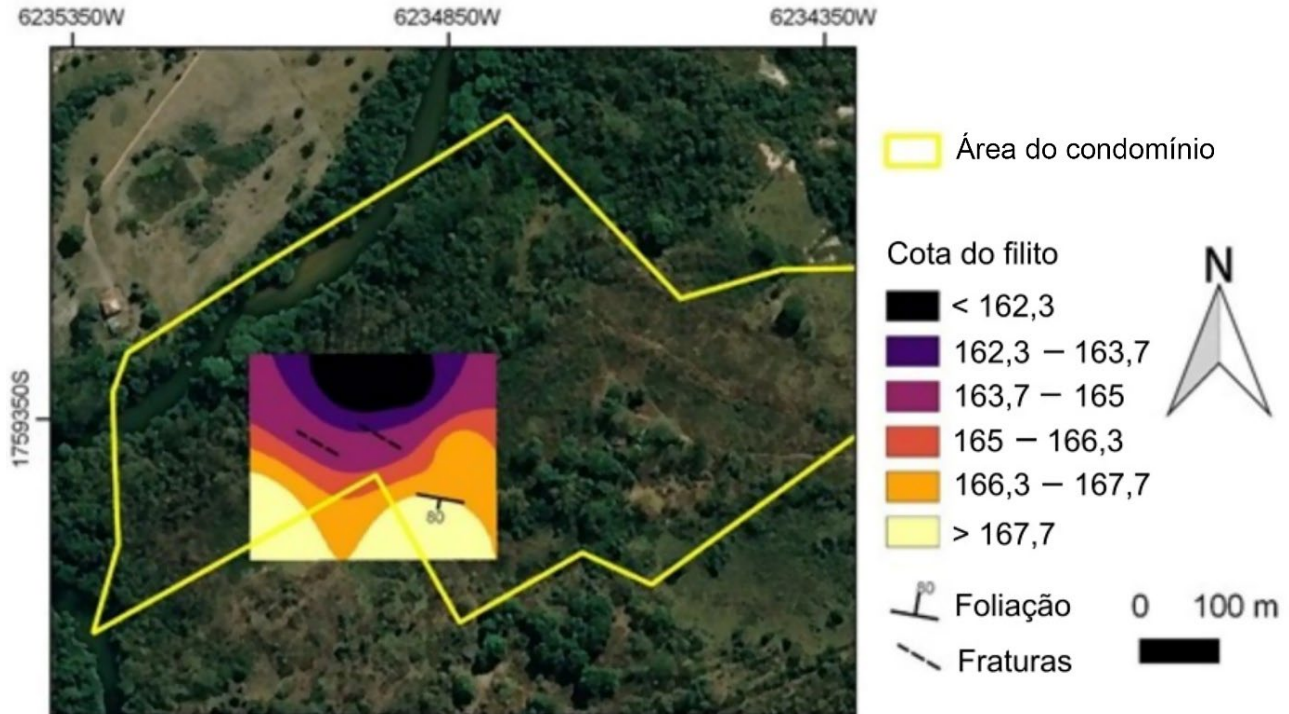 6235350W 6234850W 6234350W
1759350S
80
Área do condomínio
Cota do filito
< 162,3
162,3 – 163,7
163,7 – 165
165 – 166,3
166,3 – 167,7
> 167,7
80
Foliação
Fraturas
N
0 100 m